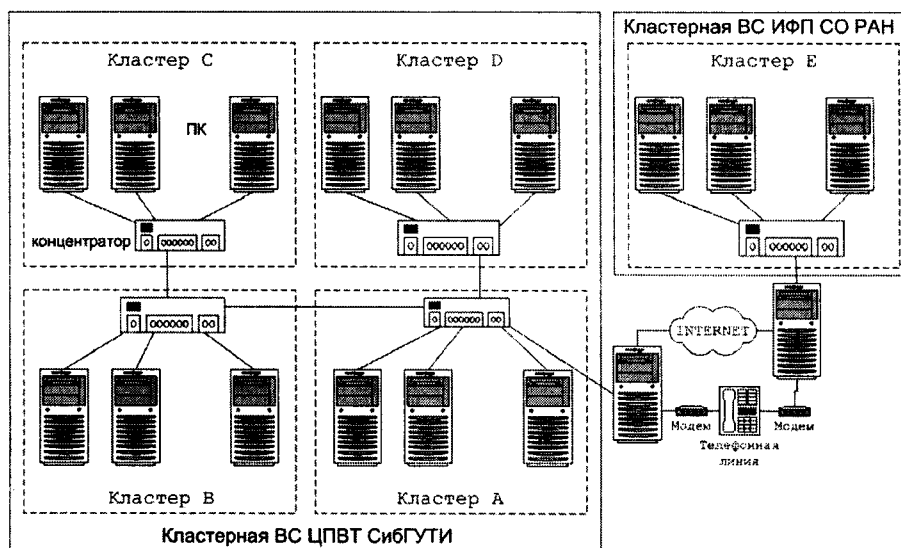 Кластерная ВС ИФП СО РАН
Кластер C
Кластер D
Кластер E
ПК
концентратор
INTERNET
Модем
Модем
Телефонная
линия
Кластер B
Кластер A
Кластерная ВС ЦПВТ СибГУТИ